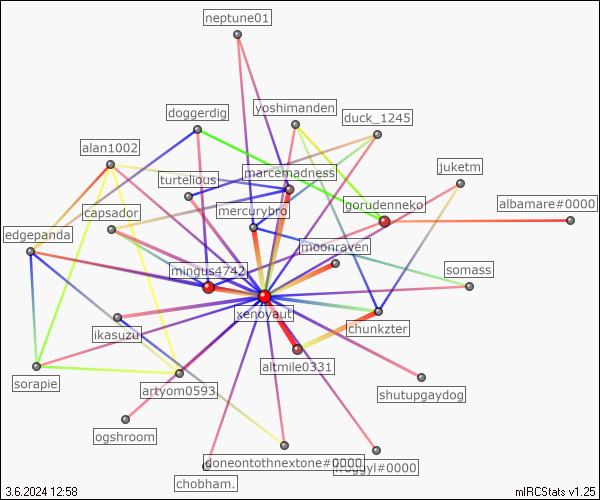 neptune01
doggerdig
yoshimanden
duck_1245
alan1002
marcemadness
juketm
turtelious
capsador
mercurybro
gorudenneko
albamare#0000
edgepanda
moonraven
mingus4742
somass
xenoyaut
ikasuzu
chunkzter
altmile0331
sorapie
artyom0593
shutupgaydog
ogshroom
doneontothnextone#0000
froggyl#0000
chobham.
3.6.2024 12:58
mIRCStats v1.25